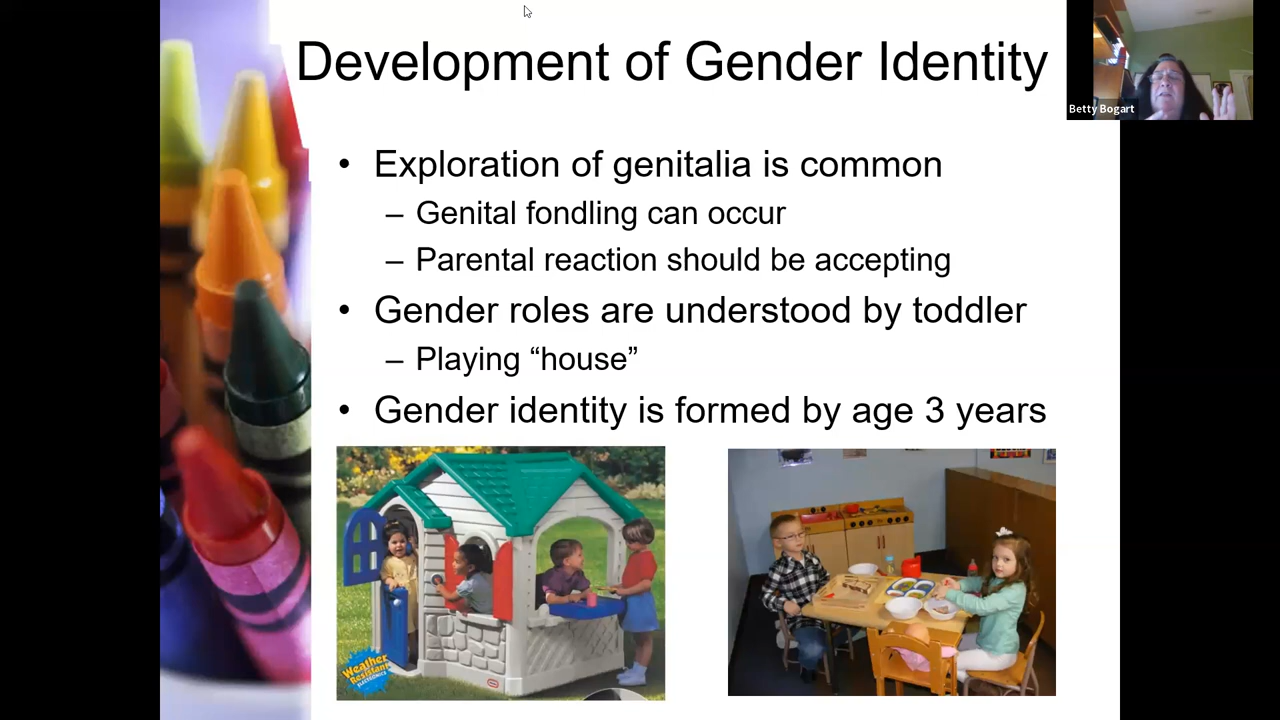 Development of Gender Identity
Betty Bogart
• Exploration of genitalia is common
– Genital fondling can occur
– Parental reaction should be accepting
• Gender roles are understood by toddler
– Playing “house”
• Gender identity is formed by age 3 years
Weather
Resistant